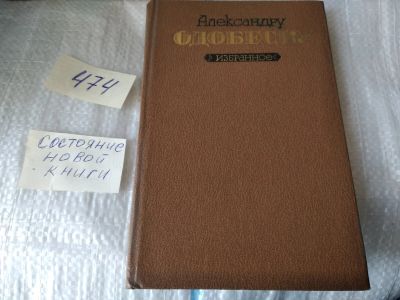 Александру
ОДОБЕСКУ
ИЗБРАННОЕ
474
СОСТОЯНИЕ
НОВОЙ
КНИГИ